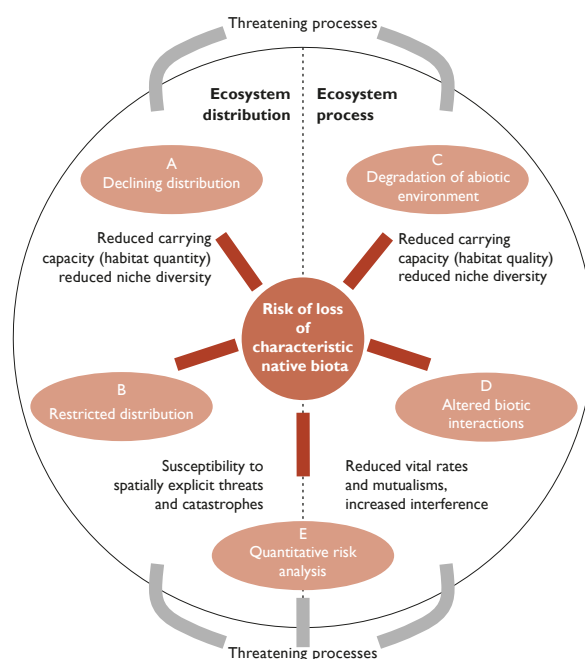 Threatening processes
Ecosystem
distribution
Ecosystem
process
A
Declining distribution
C
Degradation of abiotic
environment
Reduced carrying
capacity (habitat quantity)
reduced niche diversity
Reduced carrying
capacity (habitat quality)
reduced niche diversity
Risk of loss
of
characteristic
native biota
B
Restricted distribution
D
Altered biotic
interactions
Susceptibility to
spatially explicit threats
and catastrophes
Reduced vital rates
and mutualisms,
increased interference
E
Quantitative risk
analysis
Threatening processes